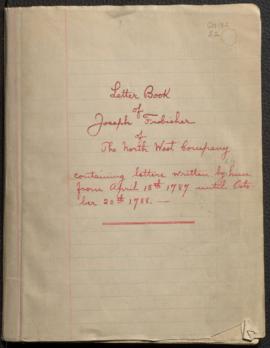 Letter Book
of
Joseph Frobisher
of
The North West Company
containing letters written by him
from April 15th 1787 until Octo-
ber 20th 1788. —